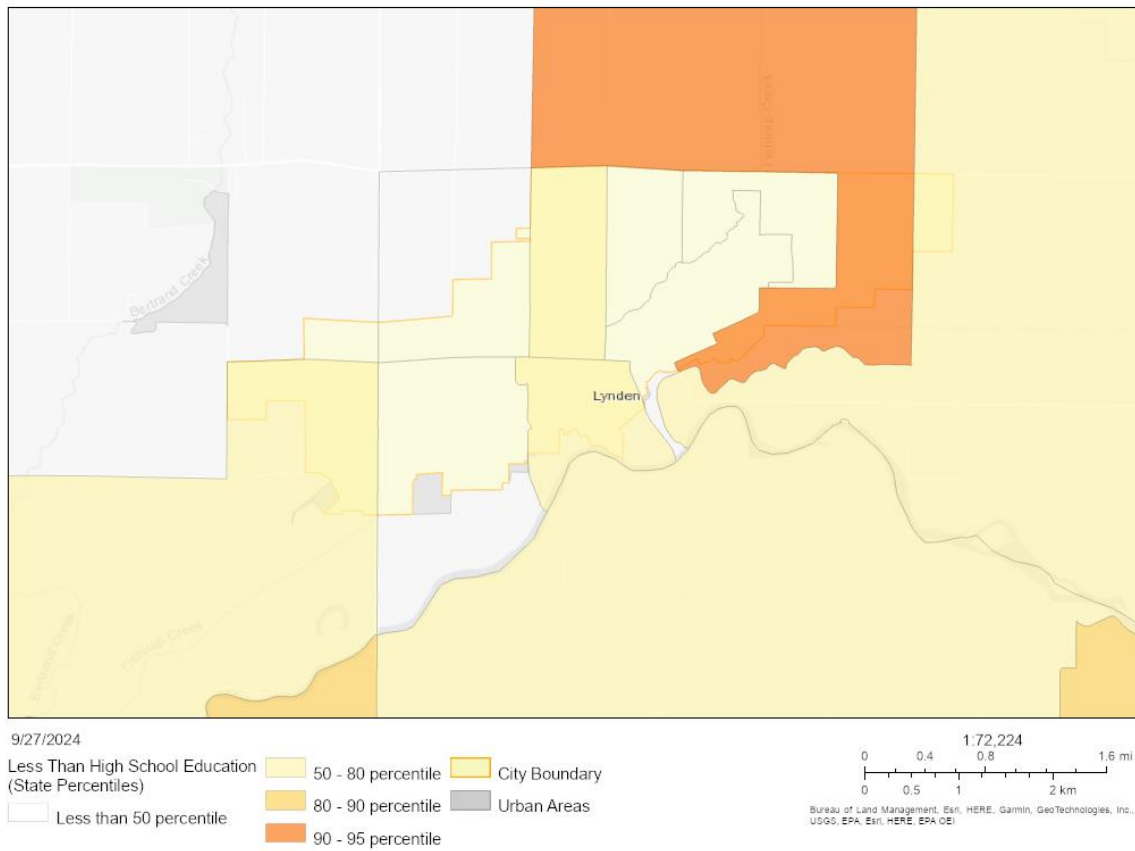 Fishtrap Creek
Bertrand Creek
Lynden
Fishtrap Creek
Bertrand Creek
9/27/2024
Less Than High School Education
(State Percentiles)
Less than 50 percentile
50 - 80 percentile
80 - 90 percentile
90 - 95 percentile
City Boundary
Urban Areas
1:72,224
0 0.4 0.8 1.6 mi
0 0.5 1 2 km
Bureau of Land Management, Esri, HERE, Garmin, GeoTechnologies, Inc.,
USGS, EPA, Esri, HERE, EPA OEI